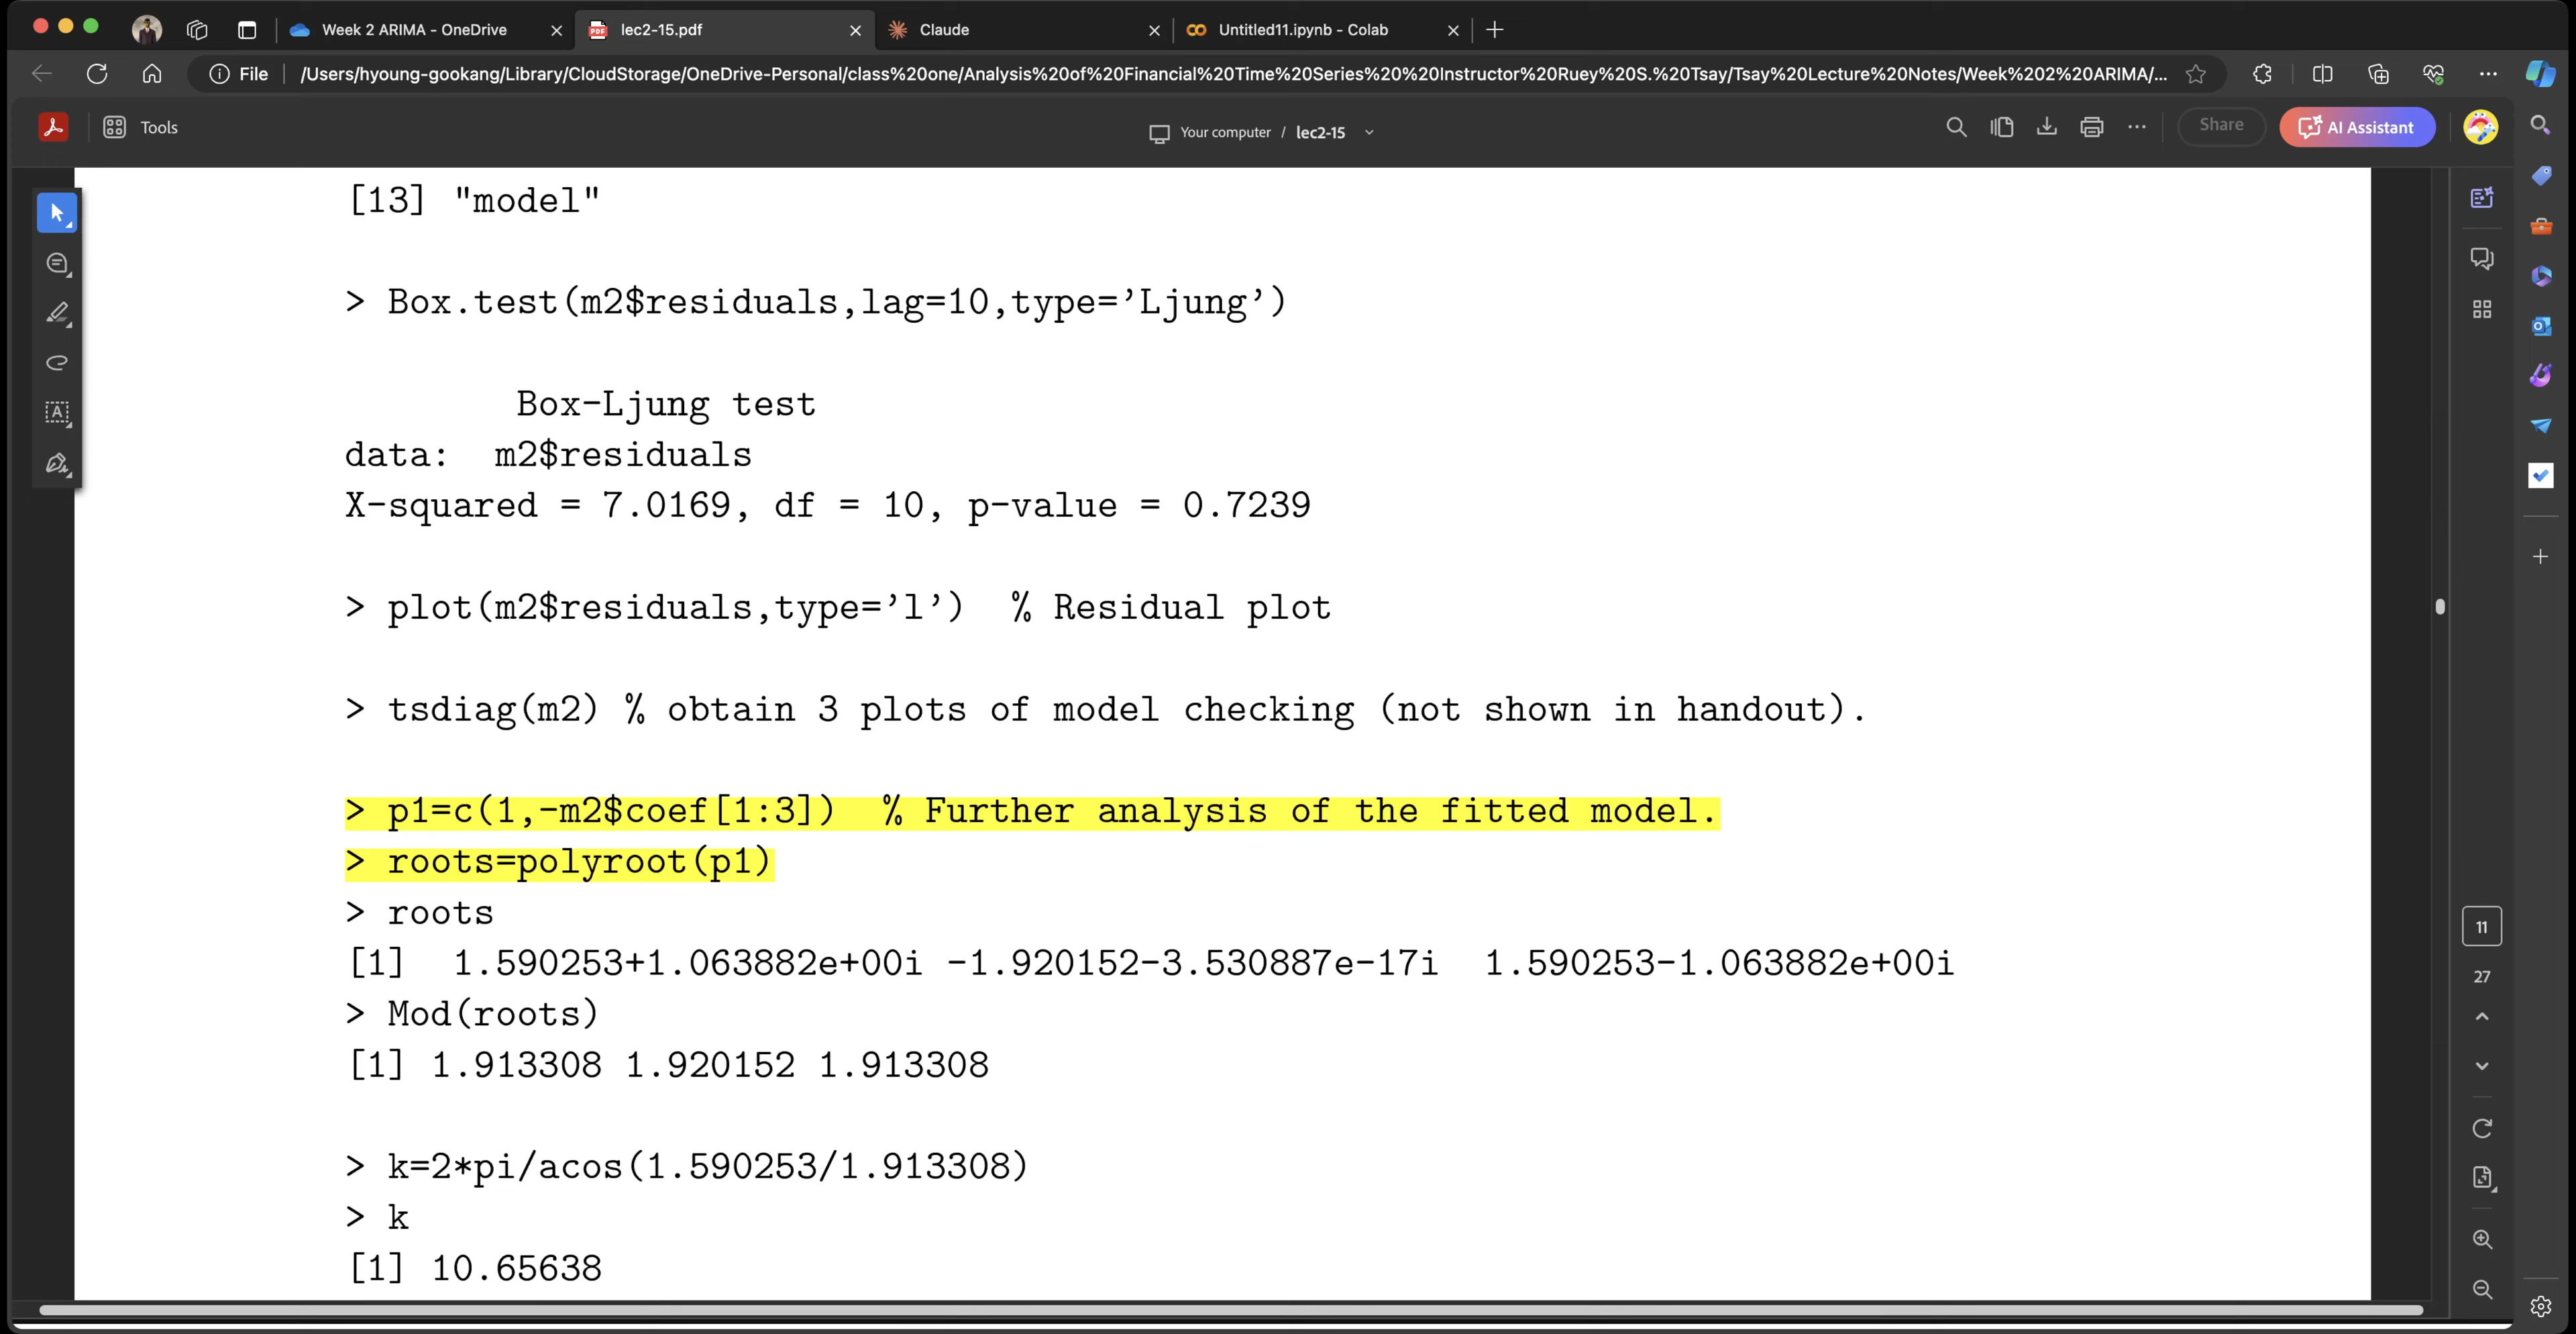 Week 2 ARIMA - OneDrive
lec2-15.pdf
Claude
Untitled11.ipynb - Colab
File
/Users/hyoung-gookang/Library/CloudStorage/OneDrive-Personal/class%20one/Analysis%20of%20Financial%20Time%20Series%20%20Instructor%20Ruey%20S.%20Tsay/Tsay%20Lecture%20Notes/Week%202%20ARIMA/...
Tools
Your computer / lec2-15
Share
AI Assistant
[13] "model"
> Box.test(m2$residuals,lag=10,type=’Ljung’)
Box-Ljung test
data: m2$residuals
X-squared = 7.0169, df = 10, p-value = 0.7239
> plot(m2$residuals,type=’l’) % Residual plot
> tsdiag(m2) % obtain 3 plots of model checking (not shown in handout).
> p1=c(1,-m2$coef[1:3]) % Further analysis of the fitted model.
> roots=polyroot(p1)
> roots
[1] 1.590253+1.063882e+00i -1.920152-3.530887e-17i 1.590253-1.063882e+00i
> Mod(roots)
[1] 1.913308 1.920152 1.913308
> k=2*pi/acos(1.590253/1.913308)
> k
[1] 10.65638
11
27